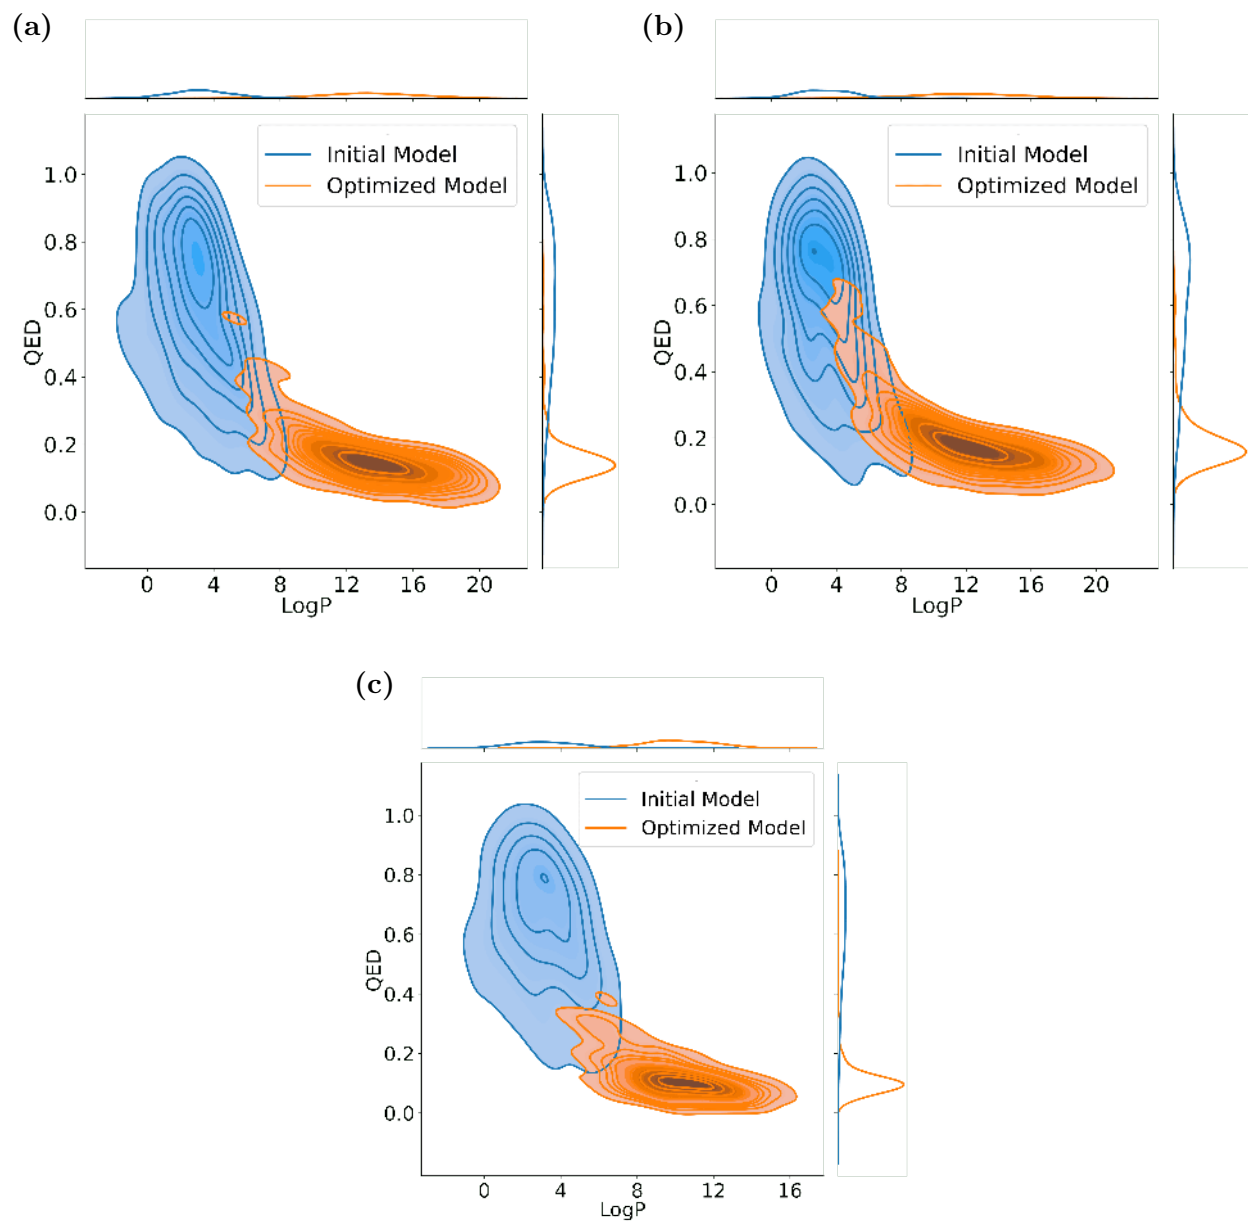 (a)
Initial Model
Optimized Model
1.0
0.8
0.6
0.4
0.2
0.0
QED
0 4 8 12 16 20
LogP
(b)
Initial Model
Optimized Model
1.0
0.8
0.6
0.4
0.2
0.0
QED
0 4 8 12 16 20
LogP
(c)
Initial Model
Optimized Model
1.0
0.8
0.6
0.4
0.2
0.0
QED
0 4 8 12 16
LogP